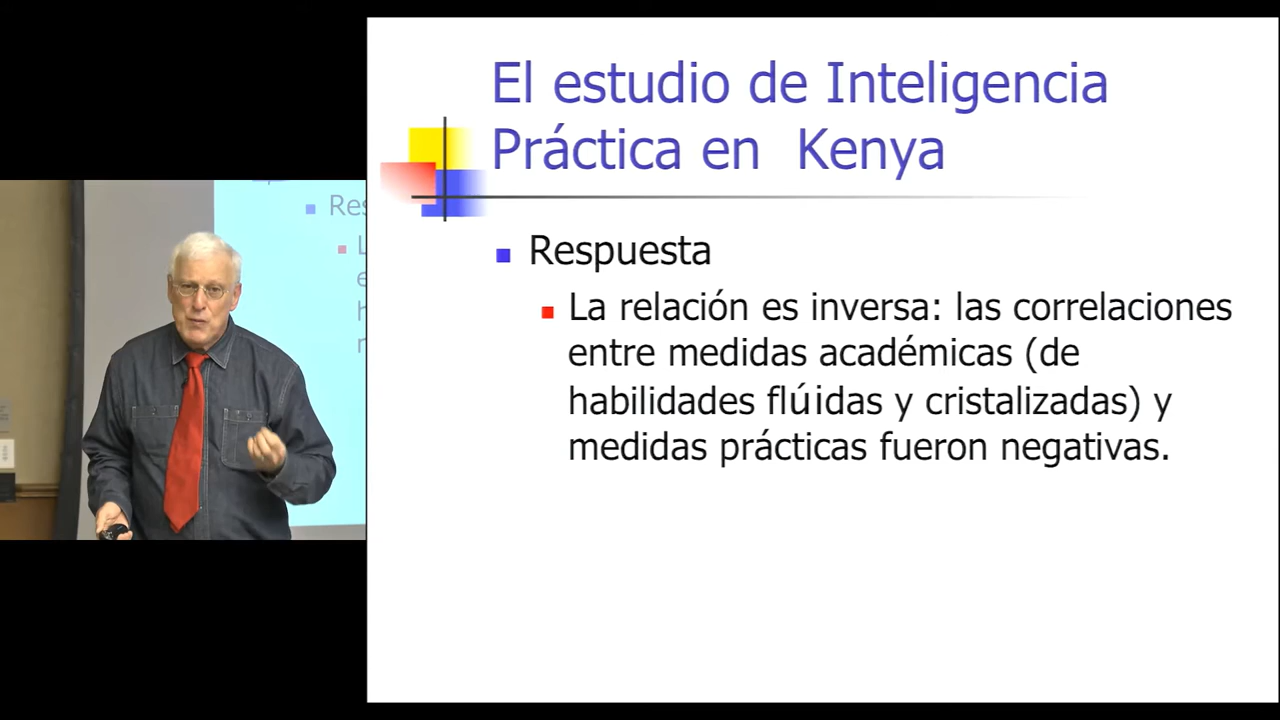 El estudio de Inteligencia
Práctica en Kenya
Respuesta
La relación es inversa: las correlaciones
entre medidas académicas (de
habilidades flúidas y cristalizadas) y
medidas prácticas fueron negativas.
Res
L
e
h